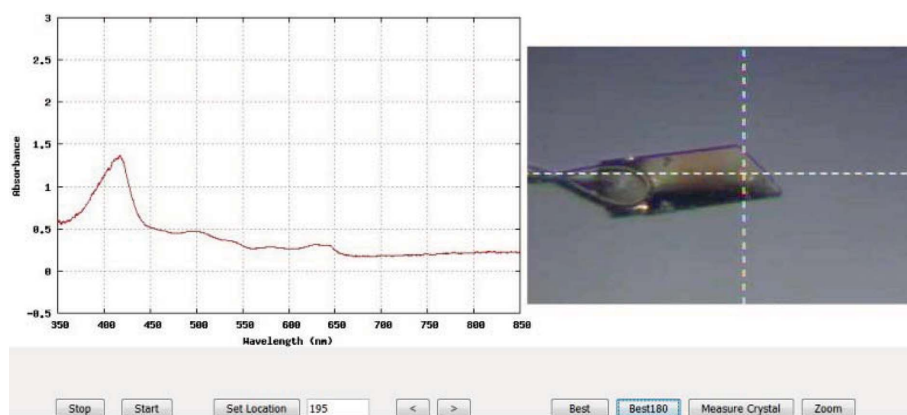 3
2.5
2
1.5
1
0.5
0
-0.5
Absorbance
350 400 450 500 550 600 650 700 750 800 850
Wavelength (nm)
Stop Start Set Location 195 < > Best Best180 Measure Crystal Zoom